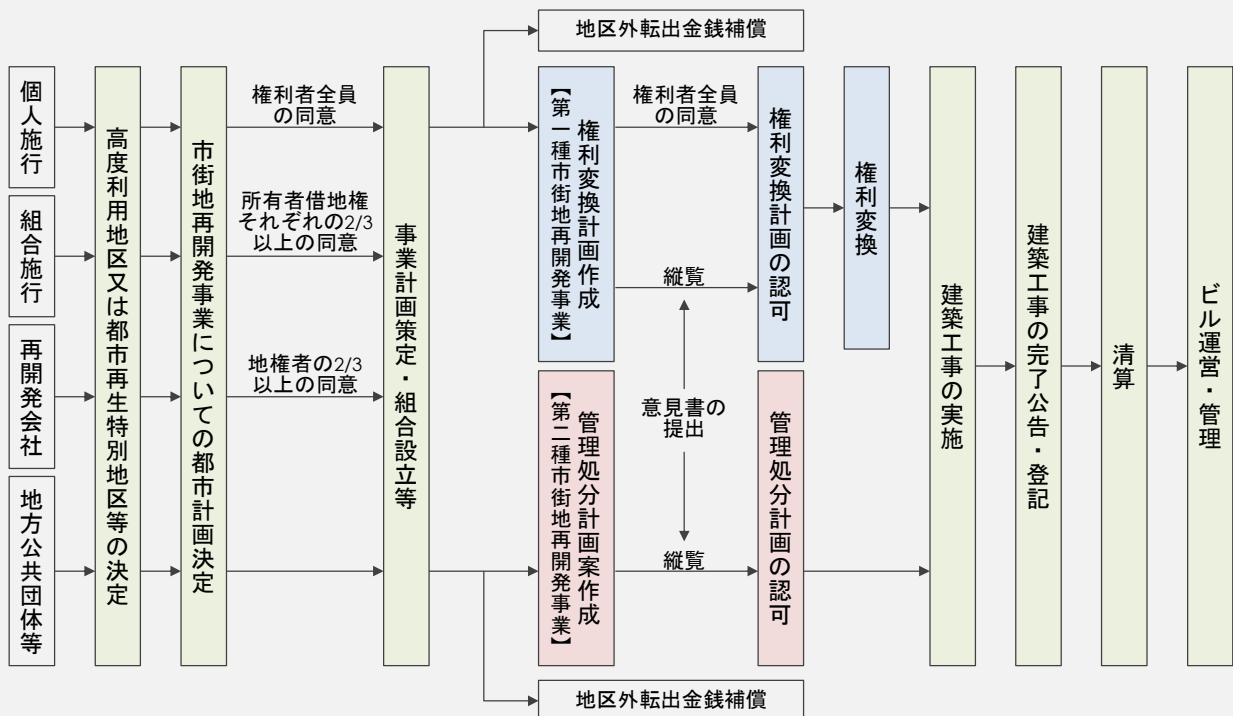 地区外転出金銭補償
個人施行
組合施行
再開発会社
地方公共団体等
高度利用地区又は都市再生特別地区等の決定
市街地再開発事業についての都市計画決定
権利者全員
の同意
所有者借地権
それぞれの2/3
以上の同意
地権者の2/3
以上の同意
事業計画策定・組合設立等
権利変換計画作成
【第一種市街地再開発事業】
管理処分計画案作成
【第二種市街地再開発事業】
権利者全員
の同意
縦覧
意見書の
提出
縦覧
権利変換計画の認可
管理処分計画の認可
権利変換
建築工事の実施
建築工事の完了公告・登記
清算
ビル運営・管理
地区外転出金銭補償